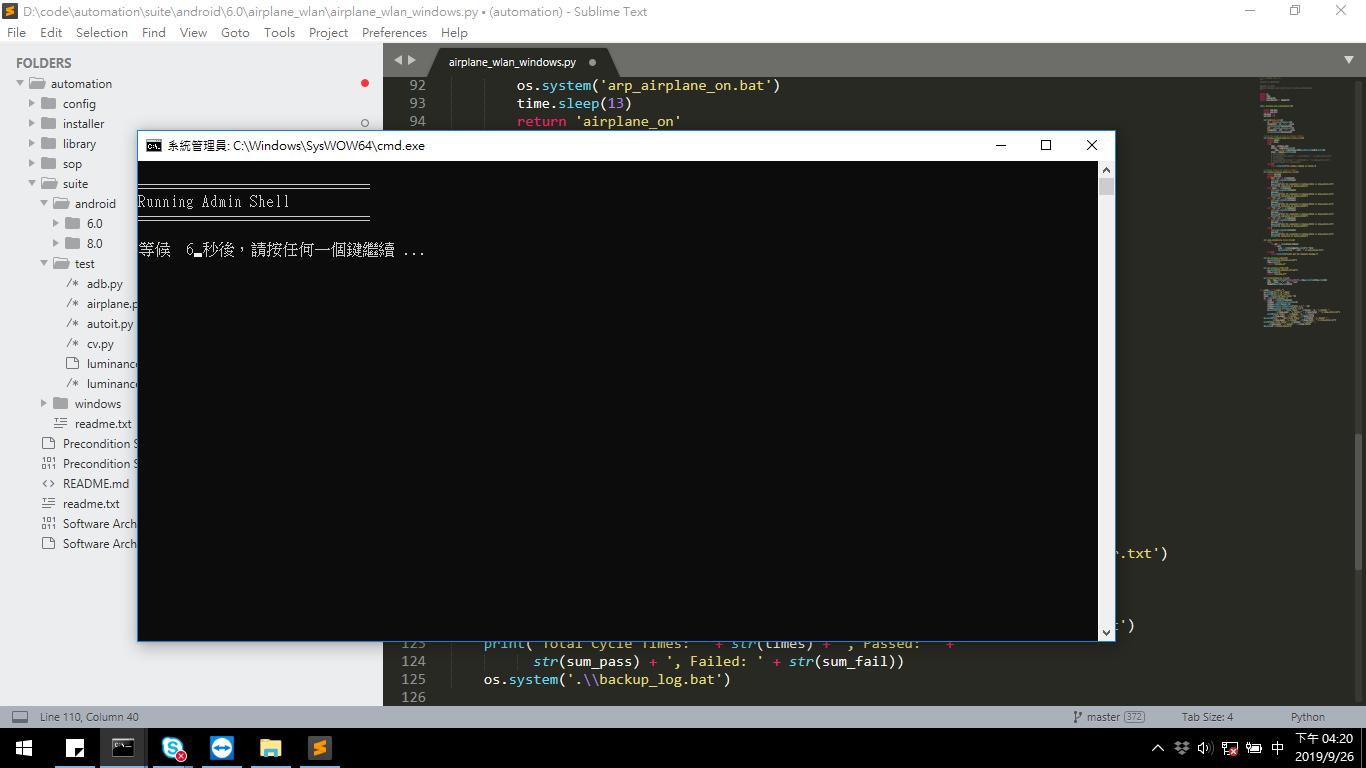 D:\code\automation\suite\android\6.0\airplane_wlan\airplane_wlan_windows.py • (automation) - Sublime Text
File Edit Selection Find View Goto Tools Project Preferences Help
FOLDERS
automation
config
installer
library
sop
suite
android
6.0
8.0
test
adb.py
airplane.p
autoit.py
cv.py
luminanc
luminanc
windows
readme.txt
Precondition S
Precondition S
README.md
readme.txt
Software Arch
Software Arch
airplane_wlan_windows.py
92 os.system('arp_airplane_on.bat')
93 time.sleep(13)
94 return 'airplane_on'
系統管理員: C:\Windows\SysWOW64\cmd.exe
Running Admin Shell
等候 6 秒後，請按任何一個鍵繼續 ...
.txt')
')
123 print('Total Cycle Times: ' + str(times) + ', Passed: ' +
124 str(sum_pass) + ', Failed: ' + str(sum_fail))
125 os.system('.\\backup_log.bat')
126
Line 110, Column 40
master 372
Tab Size: 4
Python
中
下午 04:20
2019/9/26